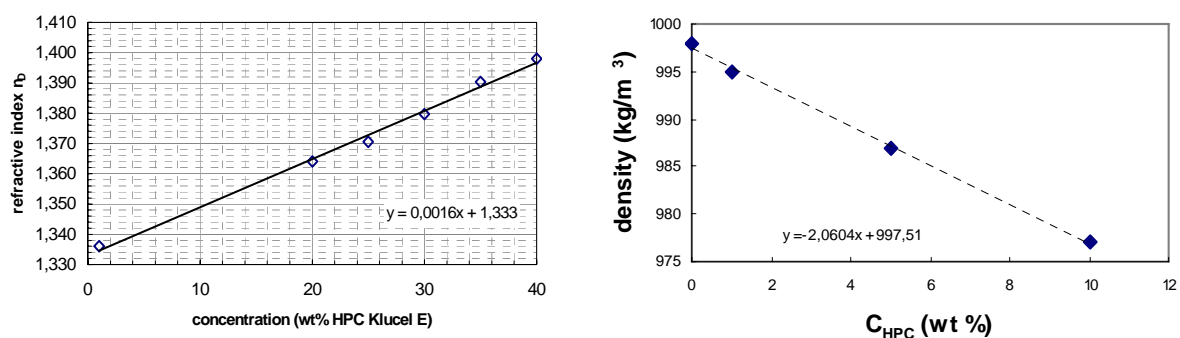 1,410
1,400
1,390
1,380
1,370
1,360
1,350
1,340
1,330
refractive index n_D
y = 0,0016x + 1,333
0 10 20 30 40
concentration (wt% HPC Klucel E)
1000
995
990
985
980
975
density (kg/m ³)
y =-2,0604x + 997,51
0 2 4 6 8 10 12
C_HPC (wt %)